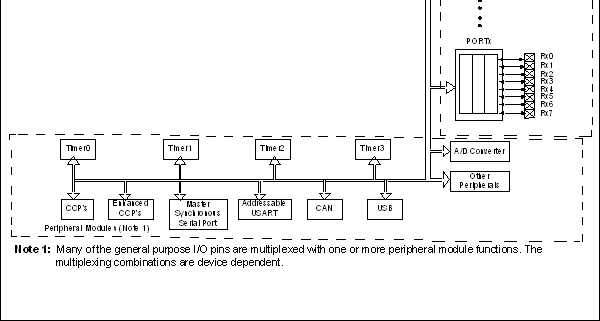 PORTx
Rx0
Rx1
Rx2
Rx3
Rx4
Rx5
Rx6
Rx7
Timer0
Timer1
Timer2
Timer3
A/D Converter
Other
Peripherals
CCP's
Enhanced
CCP's
Master
Synchronous
Serial Port
Addressable
USART
CAN
USB
Peripheral Modules (Note 1)
Note 1: Many of the general purpose I/O pins are multiplexed with one or more peripheral module functions. The
multiplexing combinations are device dependent.